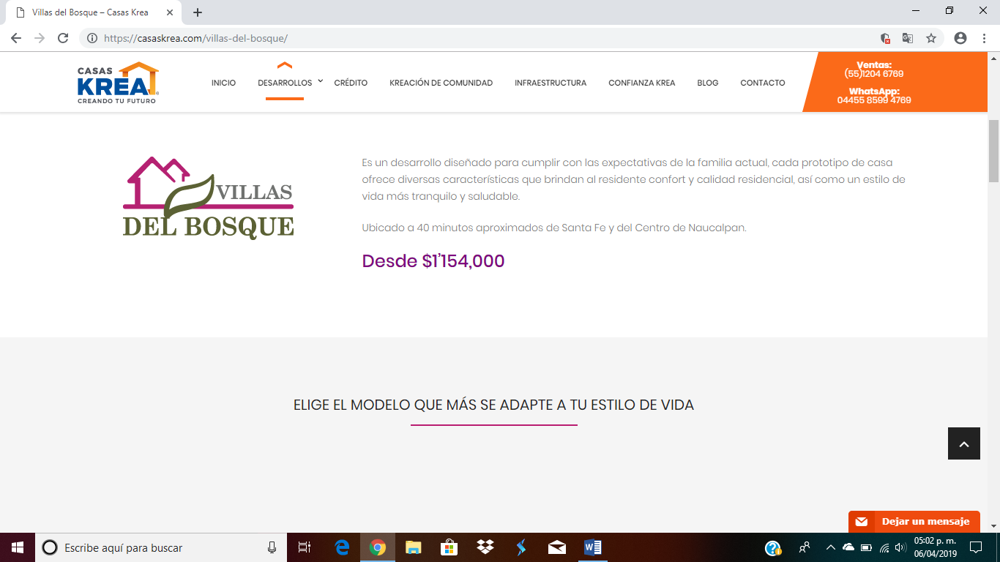 Villas del Bosque – Casas Krea
https://casaskrea.com/villas-del-bosque/
CASAS
KREA
CREANDO TU FUTURO
INICIO DESARROLLOS CRÉDITO KREACIÓN DE COMUNIDAD INFRAESTRUCTURA CONFIANZA KREA BLOG CONTACTO
Ventas:
(55)1204 6769
WhatsApp:
04455 8599 4769
VILLAS
DEL BOSQUE
Es un desarrollo diseñado para cumplir con las expectativas de la familia actual, cada prototipo de casa
ofrece diversas características que brindan al residente confort y calidad residencial, así como un estilo de
vida más tranquilo y saludable.
Ubicado a 40 minutos aproximados de Santa Fe y del Centro de Naucalpan.
Desde $1'154,000
ELIGE EL MODELO QUE MÁS SE ADAPTE A TU ESTILO DE VIDA
Dejar un mensaje
Escribe aquí para buscar
05:02 p. m.
06/04/2019